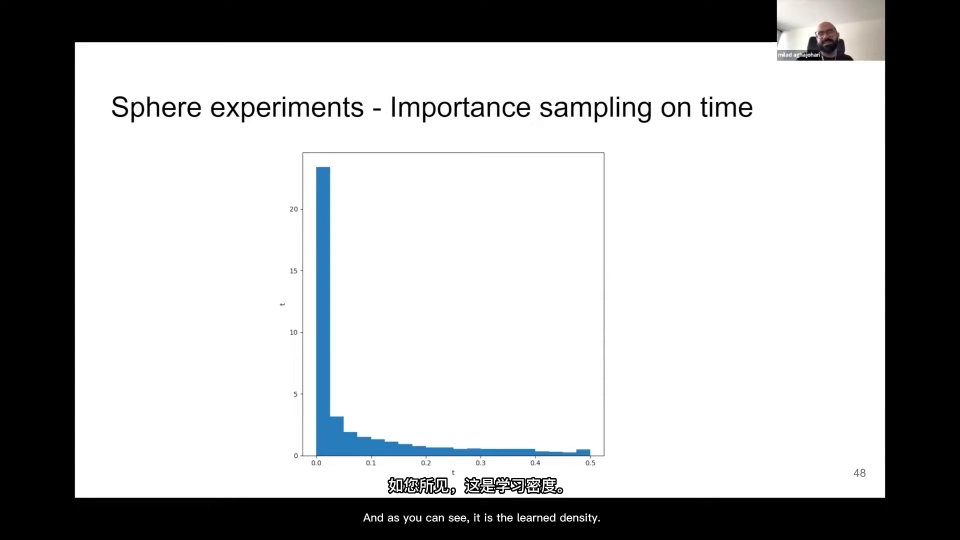 milad aghajohari
Sphere experiments - Importance sampling on time
20
15
t
10
5
0
0.0 0.1 0.2 0.3 0.4 0.5
t
48
如您所见，这是学习密度。
And as you can see, it is the learned density.